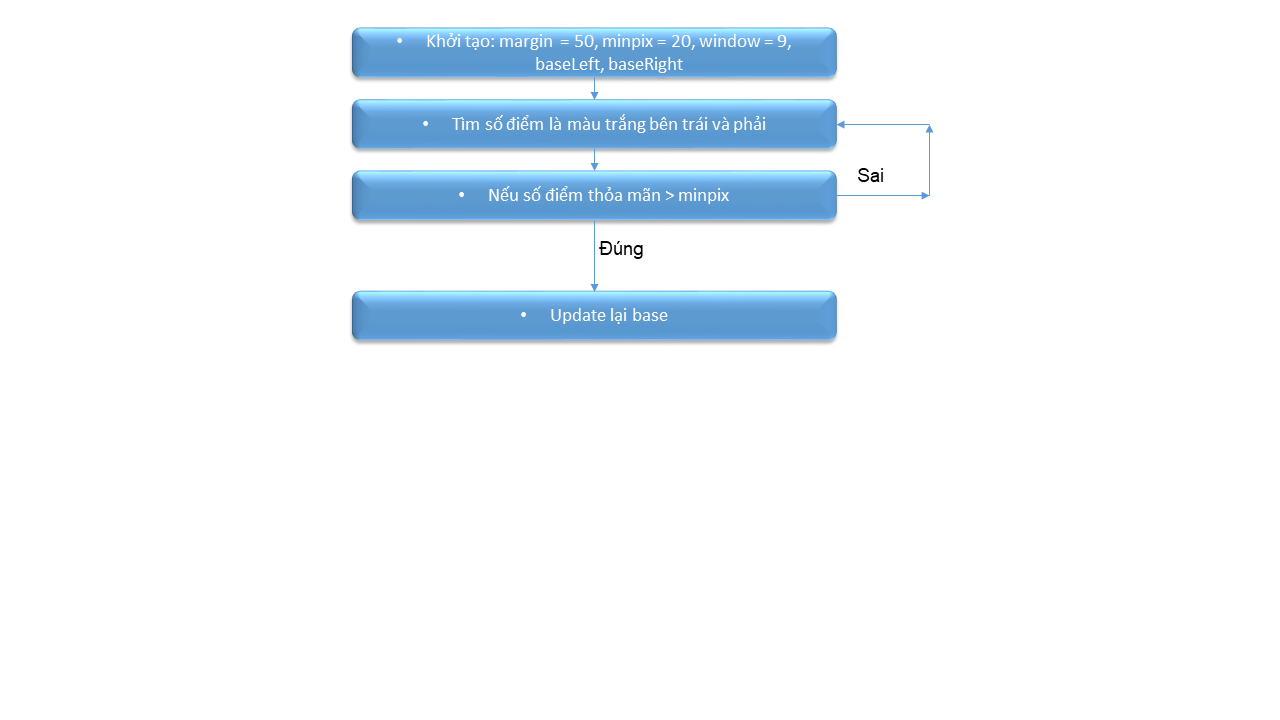 • Khởi tạo: margin = 50, minpix = 20, window = 9,
baseLeft, baseRight
• Tìm số điểm là màu trắng bên trái và phải
Sai
• Nếu số điểm thỏa mãn > minpix
Đúng
• Update lại base